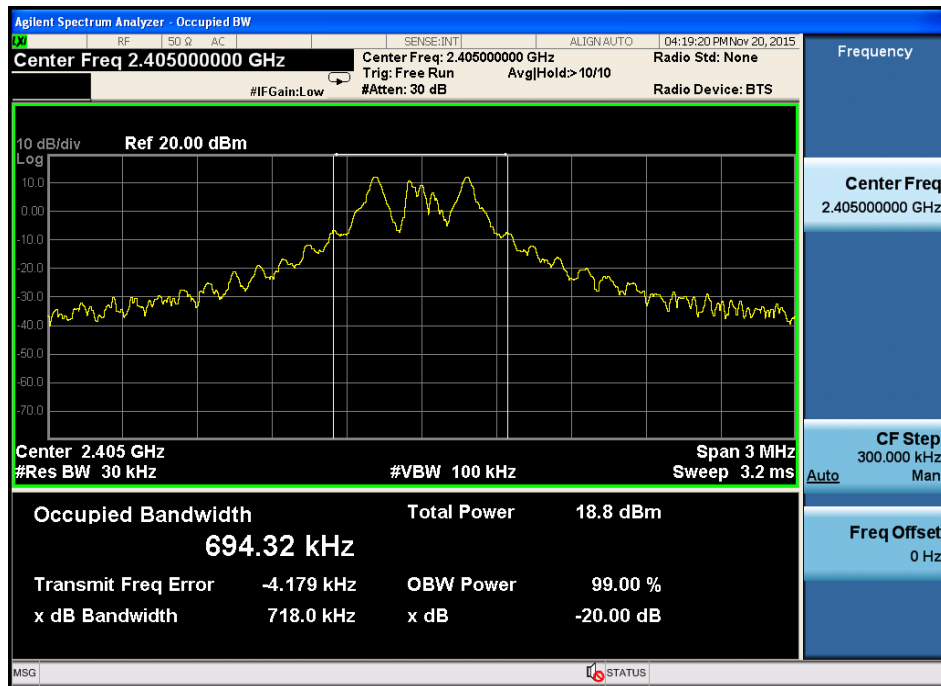 Agilent Spectrum Analyzer - Occupied BW
LXI RF 50 Ω AC SENSE:INT ALIGNAUTO 04:19:20 PM Nov 20, 2015
Center Freq 2.405000000 GHz
Center Freq: 2.405000000 GHz
Radio Std: None
Trig: Free Run Avg|Hold:>10/10
#IFGain:Low
#Atten: 30 dB
Radio Device: BTS
Frequency
10 dB/div Ref 20.00 dBm
Log
10.0
0.00
-10.0
-20.0
-30.0
-40.0
-50.0
-60.0
-70.0
Center 2.405 GHz Span 3 MHz
#Res BW 30 kHz #VBW 100 kHz Sweep 3.2 ms
Occupied Bandwidth
694.32 kHz
Total Power 18.8 dBm
Transmit Freq Error -4.179 kHz OBW Power 99.00 %
x dB Bandwidth 718.0 kHz x dB -20.00 dB
Center Freq
2.405000000 GHz
CF Step
300.000 kHz
Auto Man
Freq Offset
0 Hz
MSG STATUS